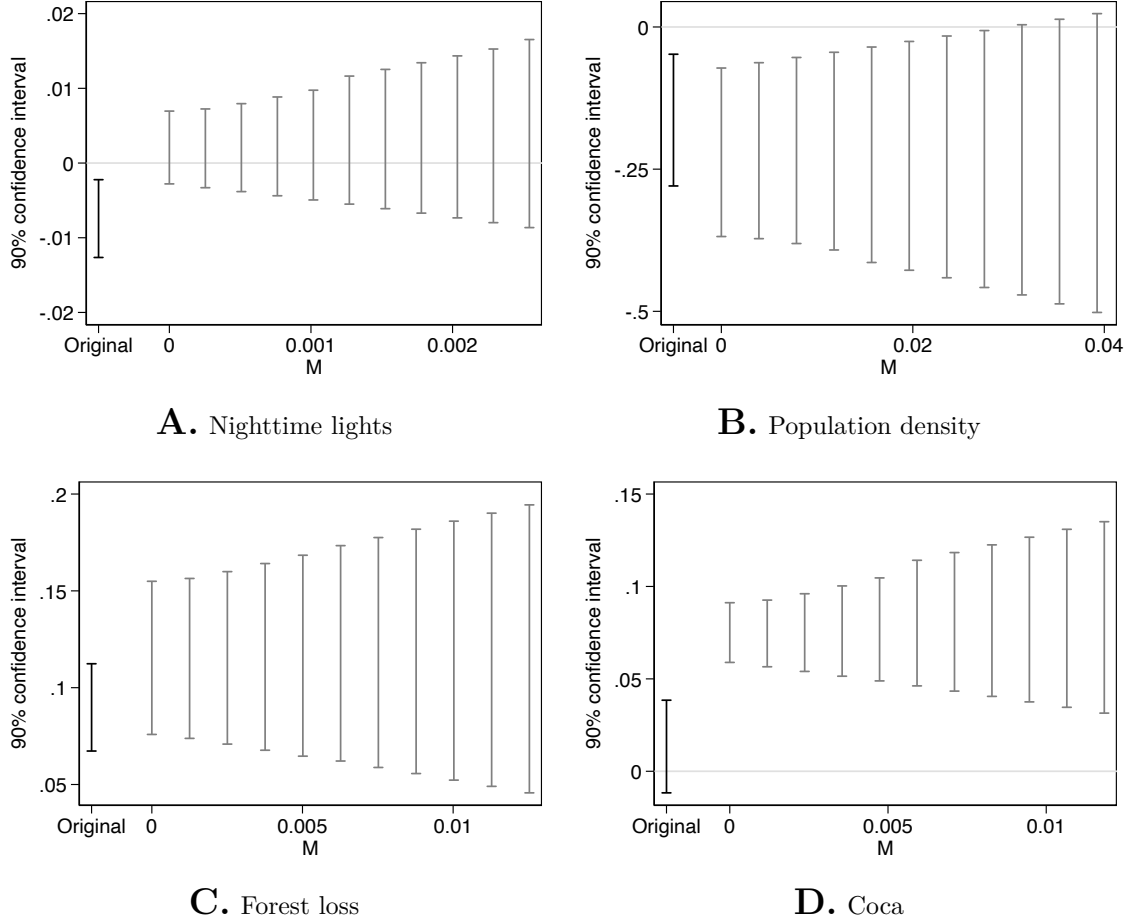 90% confidence interval
.02
.01
0
-.01
-.02
Original 0 0.001 0.002
M
A. Nighttime lights
90% confidence interval
0
-.25
-.5
Original 0 0.02 0.04
M
B. Population density
90% confidence interval
.2
.15
.1
.05
Original 0 0.005 0.01
M
C. Forest loss
90% confidence interval
.15
.1
.05
0
Original 0 0.005 0.01
M
D. Coca